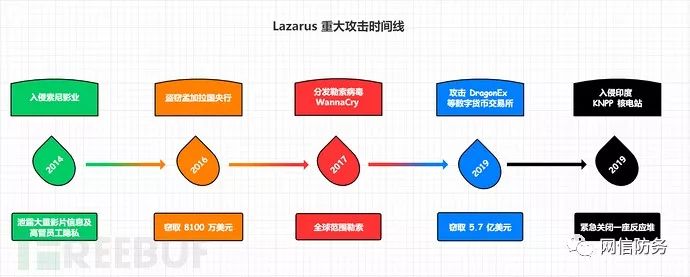 Lazarus 重大攻击时间线
入侵索尼影业
盗窃孟加拉国央行
分发勒索病毒
WannaCry
攻击 DragonEx
等数字货币交易所
入侵印度
KNPP 核电站
2014
2016
2017
2019
2019
泄露大量影片信息及
高管员工隐私
窃取 8100 万美元
全球范围勒索
窃取 5.7 亿美元
紧急关闭一座反应堆
REEBUF
网信防务